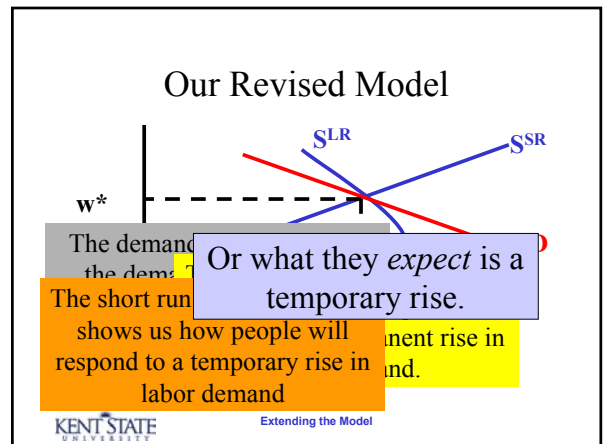 Our Revised Model
S^LR
S^SR
w*
D
The demand
the dema
Or what they expect is a
temporary rise.
The short run
shows us how people will
respond to a temporary rise in
labor demand
nent rise in
and.
KENT STATE
UNIVERSITY
Extending the Model